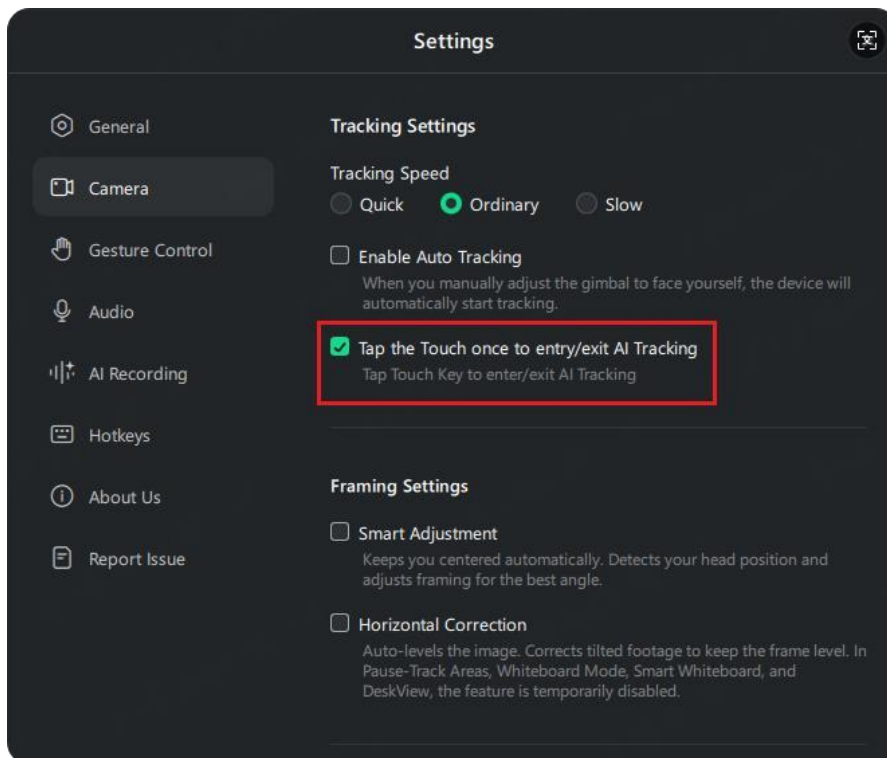 Settings
General
Camera
Gesture Control
Audio
AI Recording
Hotkeys
About Us
Report Issue
Tracking Settings
Tracking Speed
Quick Ordinary Slow
Enable Auto Tracking
When you manually adjust the gimbal to face yourself, the device will
automatically start tracking.
Tap the Touch once to entry/exit AI Tracking
Tap Touch Key to enter/exit AI Tracking
Framing Settings
Smart Adjustment
Keeps you centered automatically. Detects your head position and
adjusts framing for the best angle.
Horizontal Correction
Auto-levels the image. Corrects tilted footage to keep the frame level. In
Pause-Track Areas, Whiteboard Mode, Smart Whiteboard, and
DeskView, the feature is temporarily disabled.